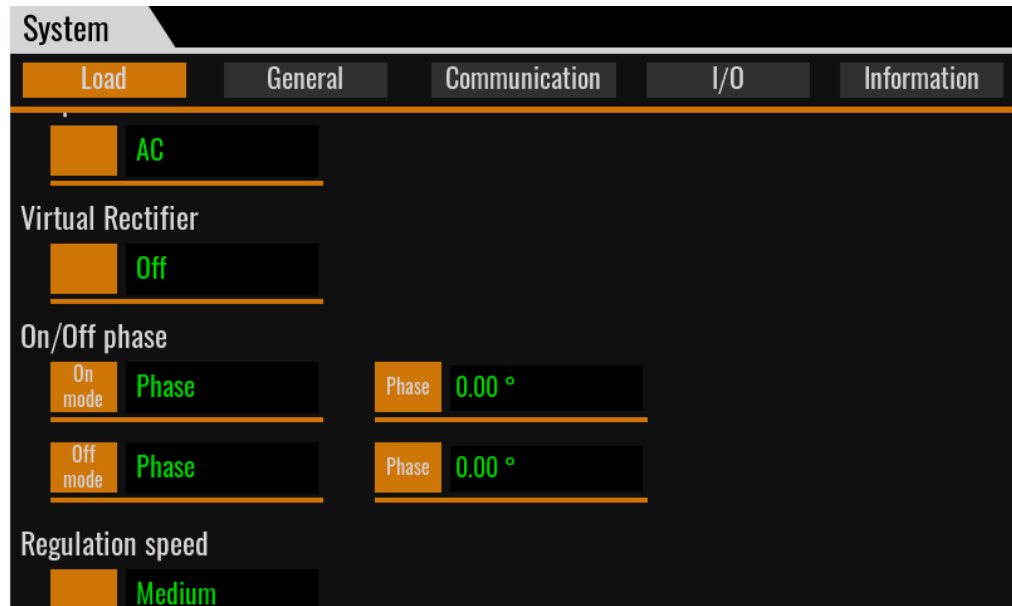 System
Load General Communication I/O Information
AC
Virtual Rectifier
Off
On/Off phase
On mode Phase Phase 0.00 °
Off mode Phase Phase 0.00 °
Regulation speed
Medium